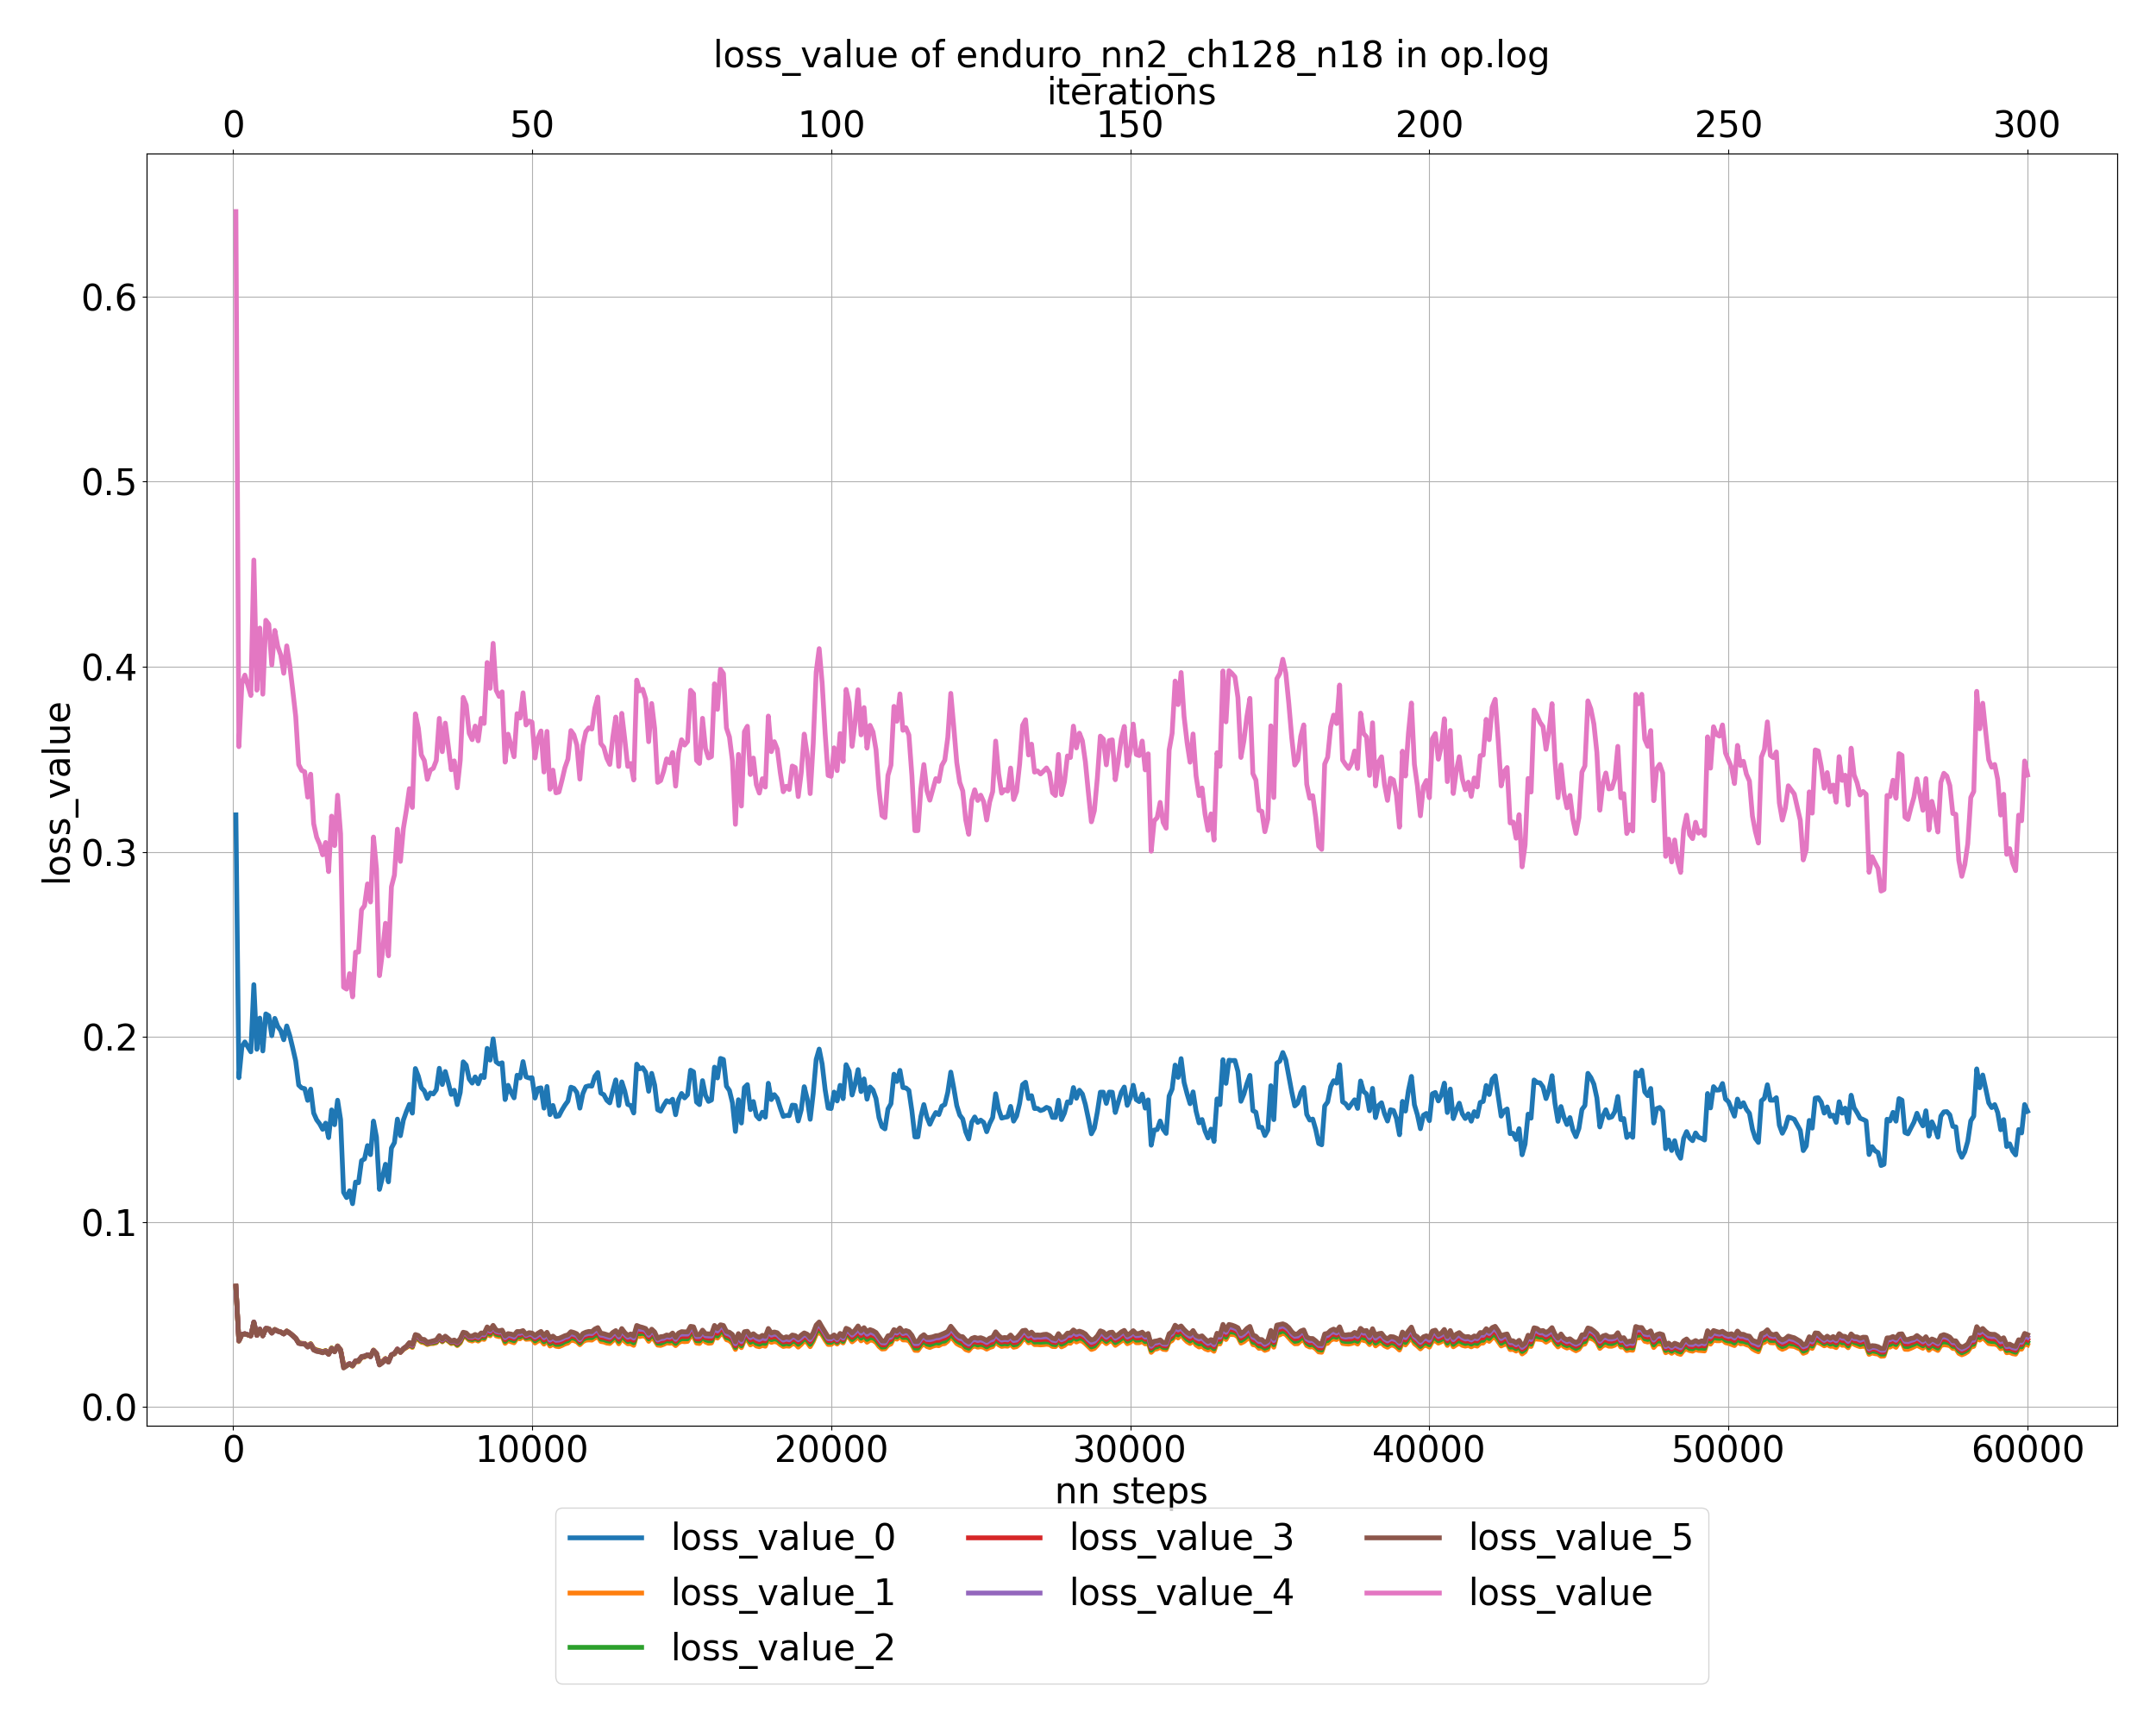 loss_value of enduro_nn2_ch128_n18 in op.log
iterations
0 50 100 150 200 250 300
loss_value
0.6
0.5
0.4
0.3
0.2
0.1
0.0
0 10000 20000 30000 40000 50000 60000
nn steps
loss_value_0 loss_value_3 loss_value_5
loss_value_1 loss_value_4 loss_value
loss_value_2